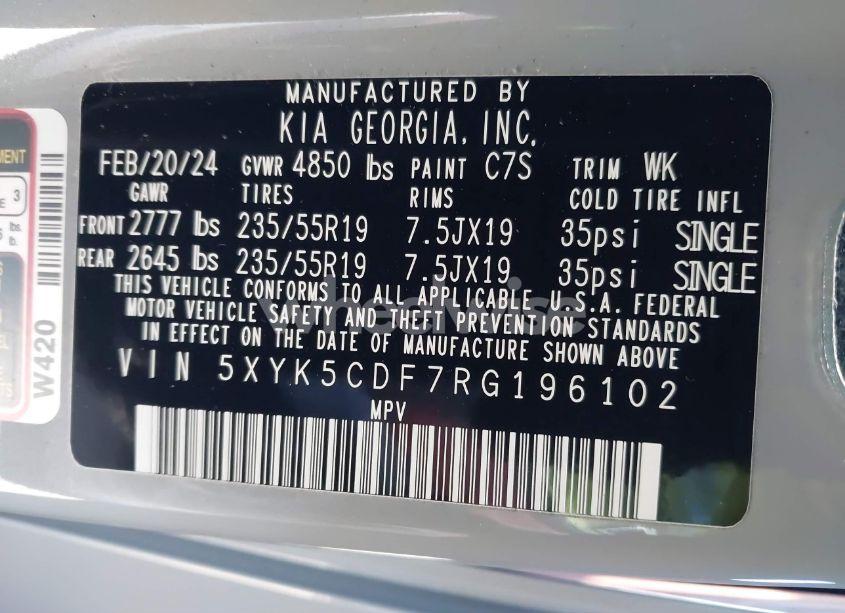 MANUFACTURED BY
KIA GEORGIA, INC.
FEB/20/24 GVWR 4850 lbs PAINT C7S TRIM WK
GAWR TIRES RIMS COLD TIRE INFL
FRONT 2777 lbs 235/55R19 7.5JX19 35psi SINGLE
REAR 2645 lbs 235/55R19 7.5JX19 35psi SINGLE
THIS VEHICLE CONFORMS TO ALL APPLICABLE U.S.A. FEDERAL
MOTOR VEHICLE SAFETY AND THEFT PREVENTION STANDARDS
IN EFFECT ON THE DATE OF MANUFACTURE SHOWN ABOVE
VIN 5XYK5CDF7RG196102
MPV
W420
3
Wheelwise